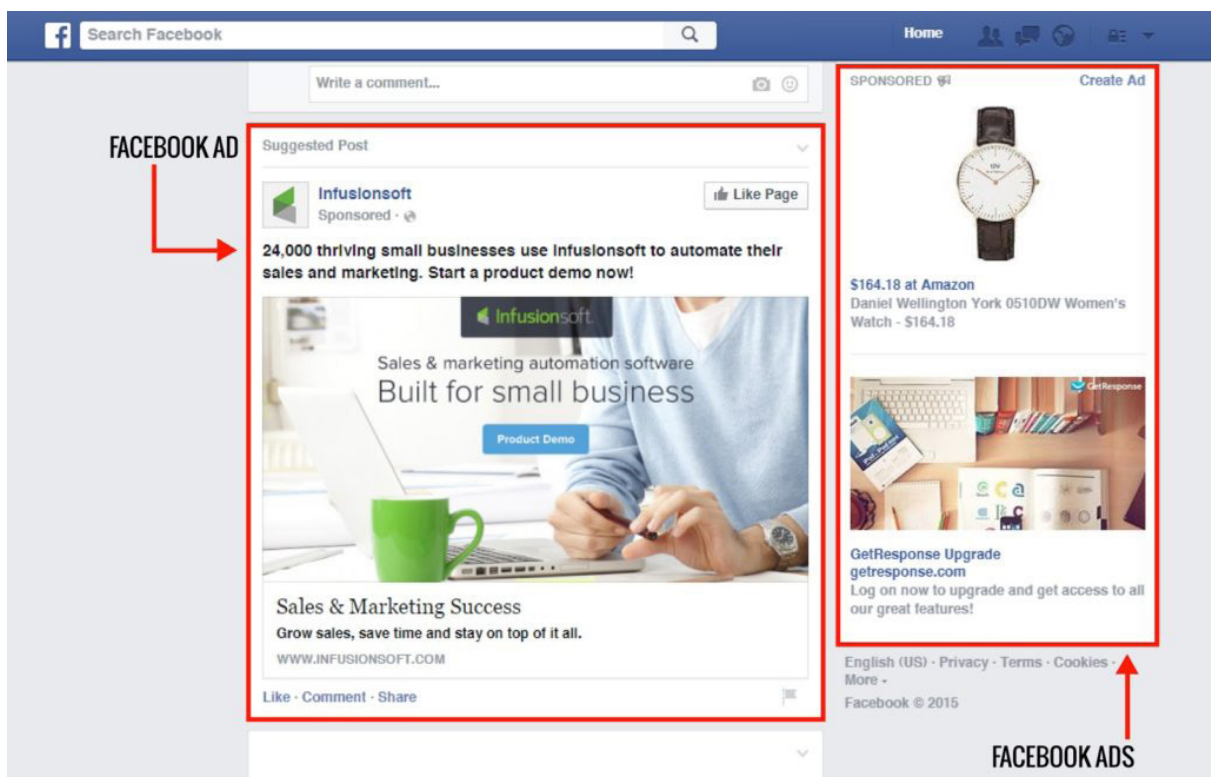 Search Facebook
Home
Write a comment...
FACEBOOK AD
Suggested Post
Infusionsoft
Sponsored ·
Like Page
24,000 thriving small businesses use Infusionsoft to automate their
sales and marketing. Start a product demo now!
Infusionsoft
Sales & marketing automation software
Built for small business
Product Demo
Sales & Marketing Success
Grow sales, save time and stay on top of it all.
WWW.INFUSIONSOFT.COM
Like · Comment · Share
SPONSORED
Create Ad
$164.18 at Amazon
Daniel Wellington York 0510DW Women's
Watch - $164.18
GetResponse
GetResponse Upgrade
getresponse.com
Log on now to upgrade and get access to all
our great features!
English (US) · Privacy · Terms · Cookies ·
More
Facebook © 2015
FACEBOOK ADS